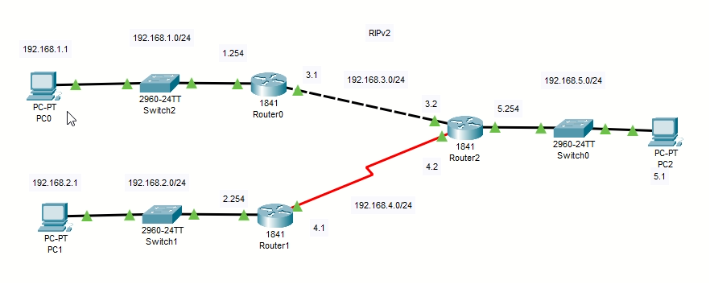 RIPv2
192.168.1.1
192.168.1.0/24
1.254
3.1
192.168.3.0/24
192.168.5.0/24
PC-PT
PC0
2960-24TT
Switch2
1841
Router0
3.2
5.254
1841
Router2
2960-24TT
Switch0
PC-PT
PC2
5.1
4.2
192.168.2.1
192.168.2.0/24
2.254
192.168.4.0/24
4.1
PC-PT
PC1
2960-24TT
Switch1
1841
Router1